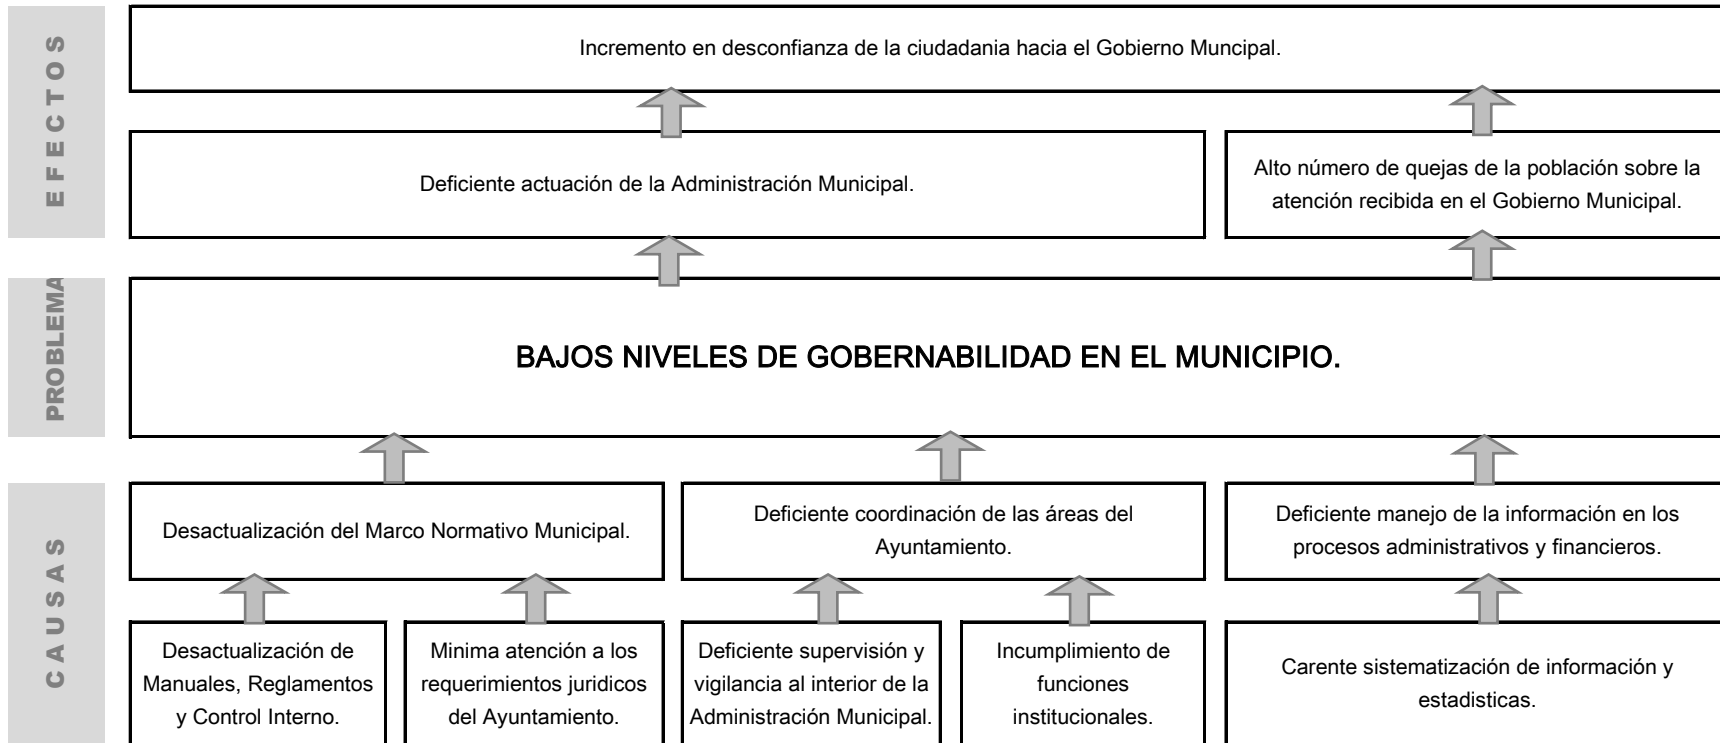 EFECTOS
Incremento en desconfianza de la ciudadania hacia el Gobierno Muncipal.
Deficiente actuación de la Administración Municipal.
Alto número de quejas de la población sobre la
atención recibida en el Gobierno Municipal.
PROBLEMA
BAJOS NIVELES DE GOBERNABILIDAD EN EL MUNICIPIO.
CAUSAS
Desactualización del Marco Normativo Municipal.
Deficiente coordinación de las áreas del
Ayuntamiento.
Deficiente manejo de la información en los
procesos administrativos y financieros.
Desactualización de
Manuales, Reglamentos
y Control Interno.
Minima atención a los
requerimientos juridicos
del Ayuntamiento.
Deficiente supervisión y
vigilancia al interior de la
Administración Municipal.
Incumplimiento de
funciones
institucionales.
Carente sistematización de información y
estadisticas.